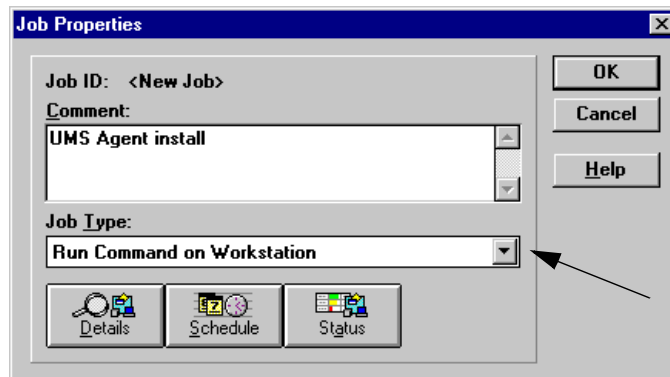 Job Properties
Job ID: <New Job>
OK
Comment:
Cancel
UMS Agent install
Help
Job Type:
Run Command on Workstation
Details
Schedule
Status